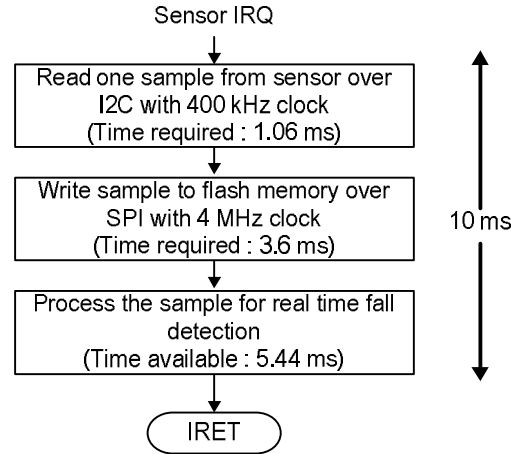 Sensor IRQ
Read one sample from sensor over
I2C with 400 kHz clock
(Time required : 1.06 ms)
Write sample to flash memory over
SPI with 4 MHz clock
(Time required : 3.6 ms)
10 ms
Process the sample for real time fall
detection
(Time available : 5.44 ms)
IRET